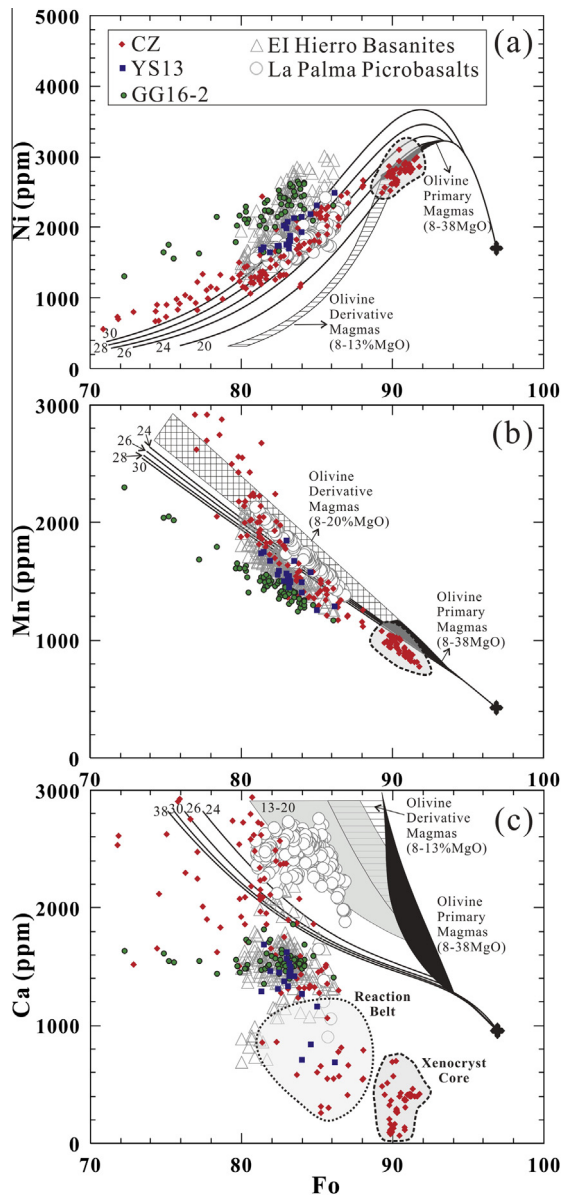 (a)
CZ
YS13
GG16-2
EI Hierro Basanites
La Palma Picrobasalts
5000
4000
3000
2000
1000
0
Ni (ppm)
Olivine
Primary
Magmas
(8-38MgO)
Olivine
Derivative
Magmas
(8-13%MgO)
30
28
26
24
20
70 80 90 100
(b)
3000
2000
1000
0
Mn (ppm)
24
26
28
30
Olivine
Derivative
Magmas
(8-20%MgO)
Olivine
Primary
Magmas
(8-38MgO)
70 80 90 100
(c)
3000
2000
1000
0
Ca (ppm)
38 30 26 24
13-20
Olivine
Derivative
Magmas
(8-13%MgO)
Olivine
Primary
Magmas
(8-38MgO)
Reaction
Belt
Xenocryst
Core
70 80 90 100
Fo